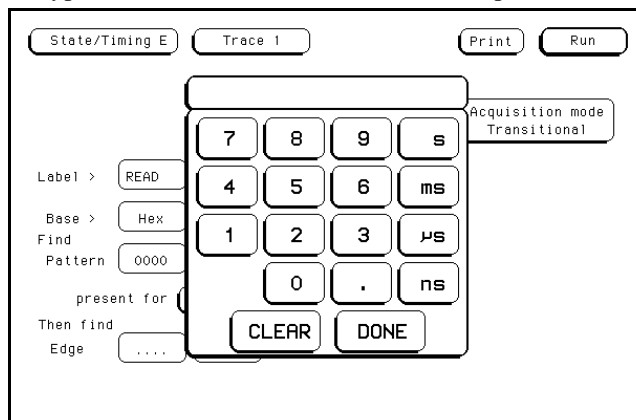 State/Timing E Trace 1 Print Run
Acquisition mode
Transitional
7 8 9 s
Label > READ
4 5 6 ms
Base > Hex
1 2 3 µs
Find
Pattern 0000
0 . ns
present for
Then find
CLEAR DONE
Edge ....